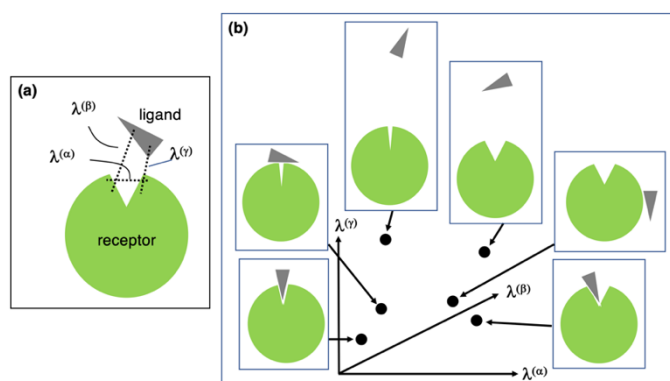 (a)
λ(β)
ligand
λ(α)
λ(γ)
receptor
(b)
λ(γ)
λ(β)
λ(α)